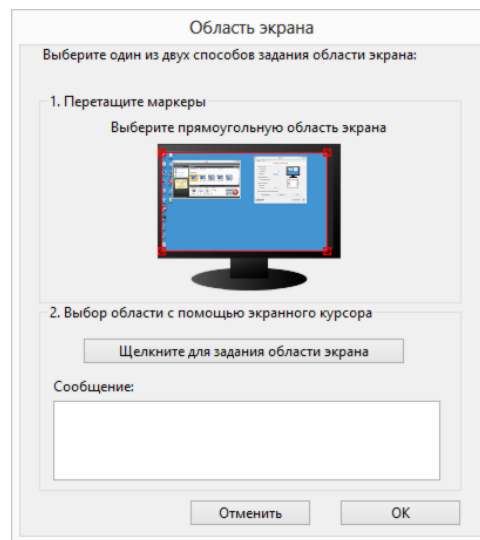 Область экрана
Выберите один из двух способов задания области экрана:
1. Перетащите маркеры
Выберите прямоугольную область экрана
2. Выбор области с помощью экранного курсора
Щелкните для задания области экрана
Сообщение:
Отменить
OK